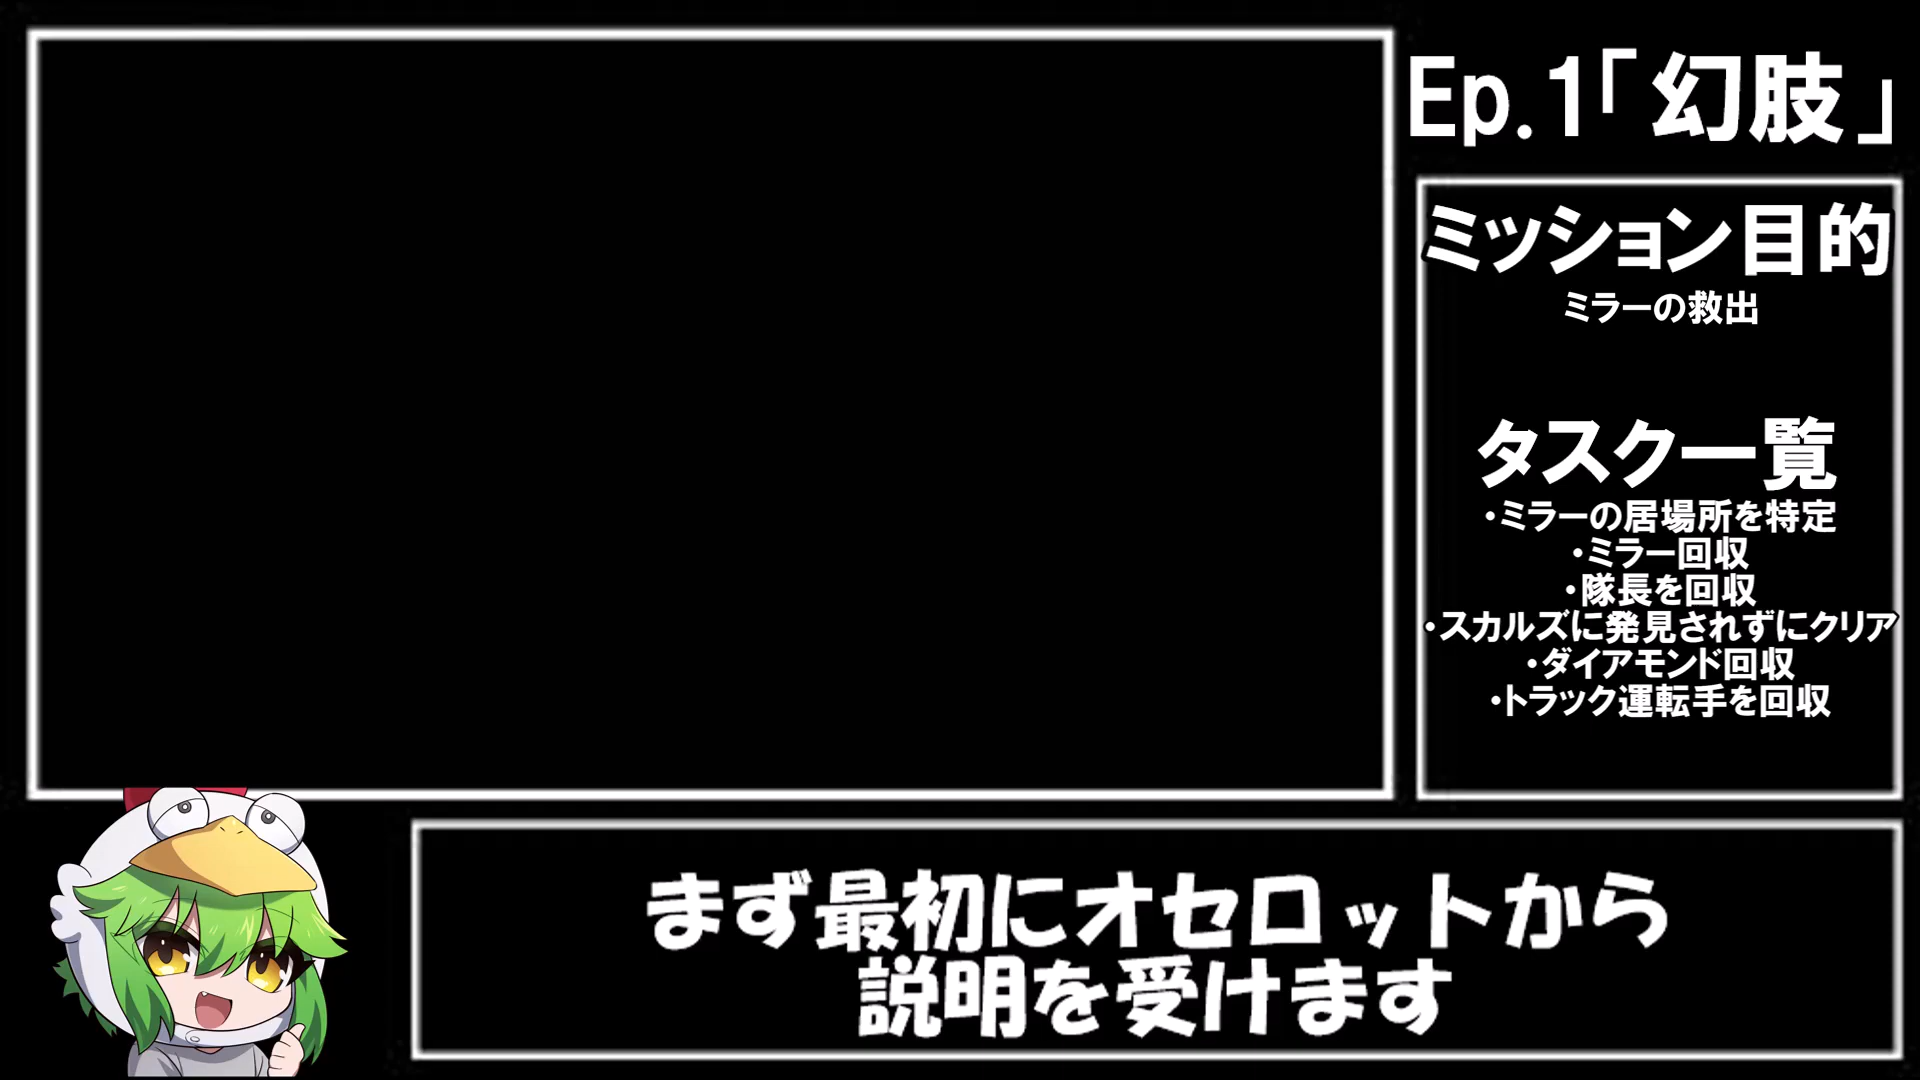 Ep.1「幻肢」
ミッション目的
ミラーの救出
タスク一覧
・ミラーの居場所を特定
・ミラー回収
・隊長を回収
・スカルズに発見されずにクリア
・ダイアモンド回収
・トラック運転手を回収
まず最初にオセロットから
説明を受けます